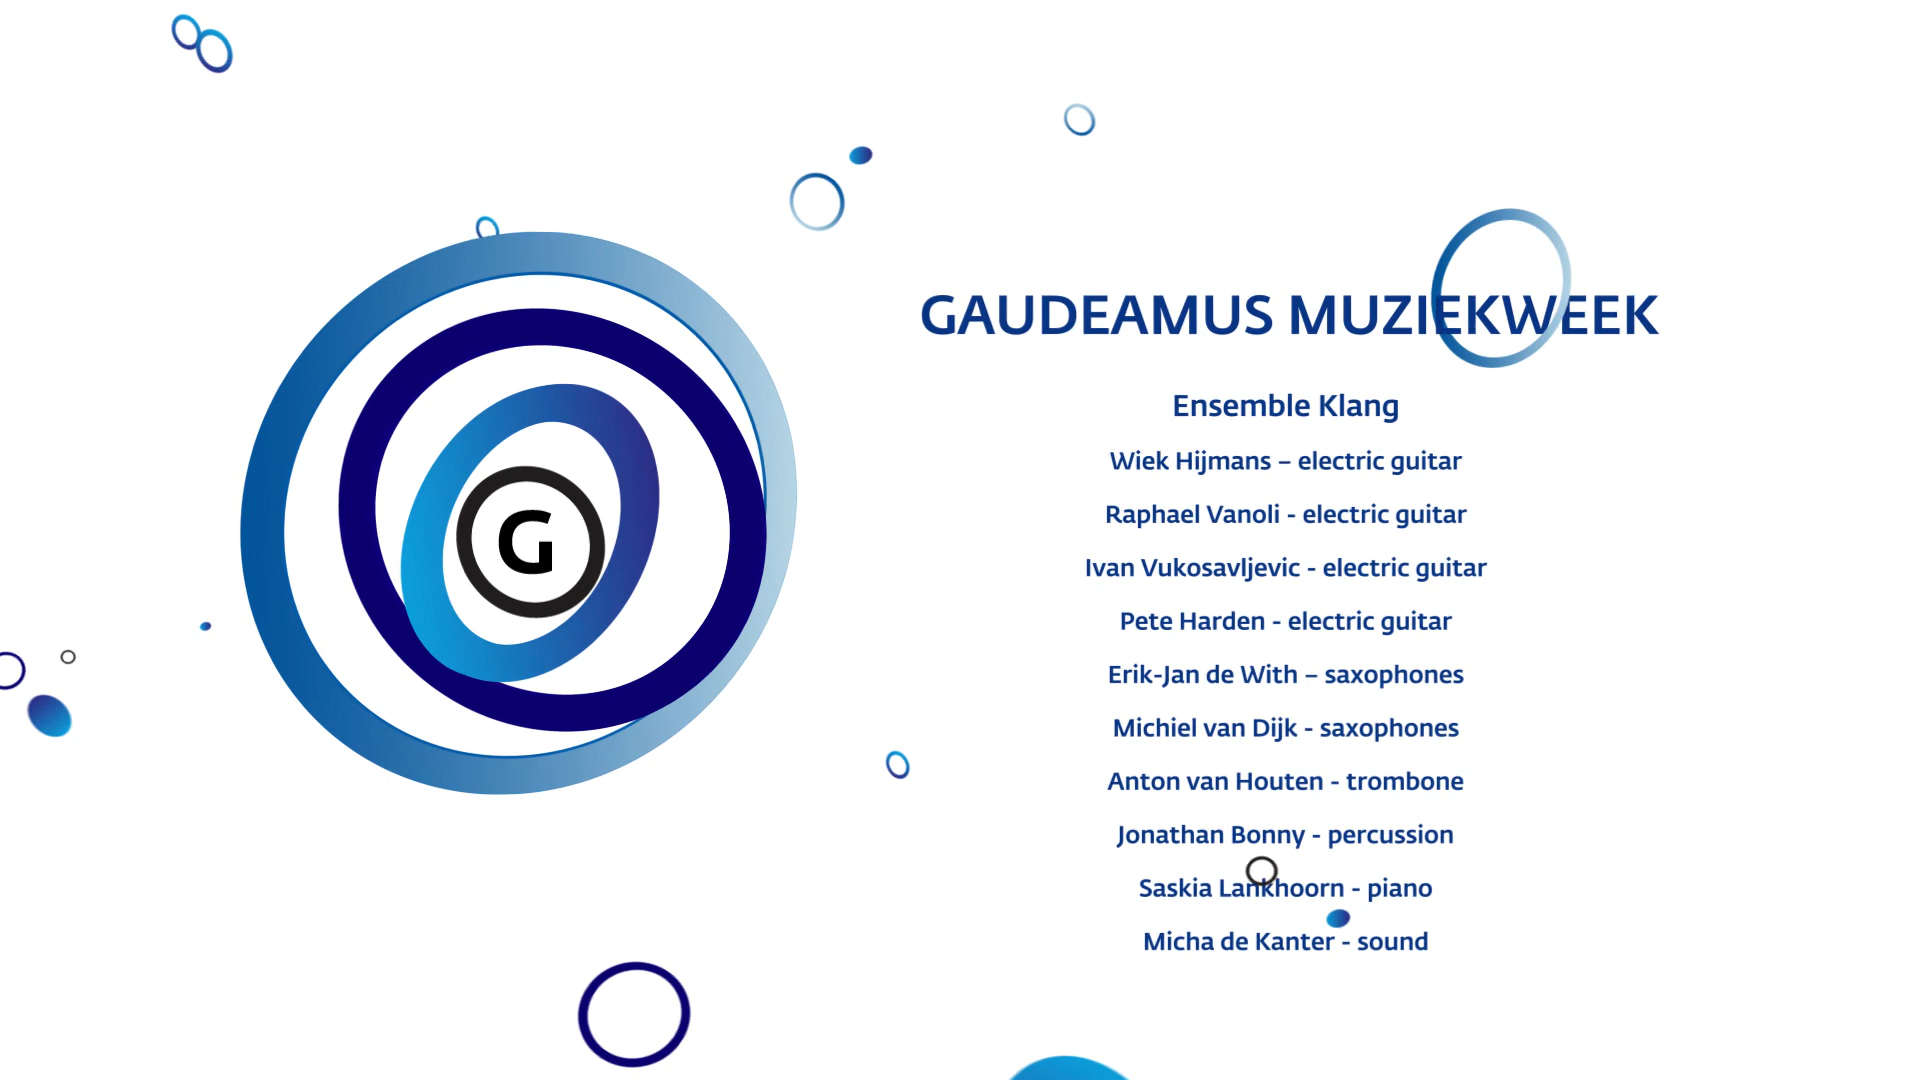 G
GAUDEAMUS MUZIEKWEEK
Ensemble Klang
Wiek Hijmans – electric guitar
Raphael Vanoli - electric guitar
Ivan Vukosavljevic - electric guitar
Pete Harden - electric guitar
Erik-Jan de With – saxophones
Michiel van Dijk - saxophones
Anton van Houten - trombone
Jonathan Bonny - percussion
Saskia Lankhoorn - piano
Micha de Kanter - sound